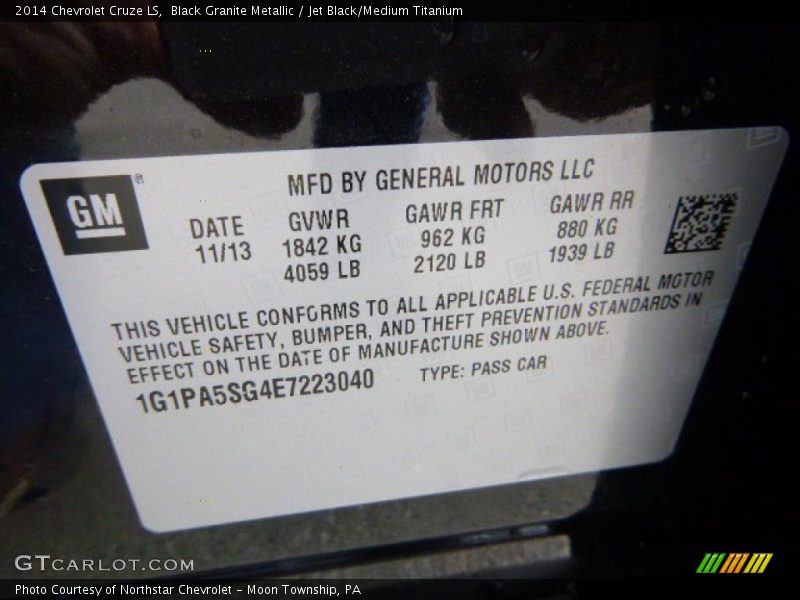 2014 Chevrolet Cruze LS, Black Granite Metallic / Jet Black/Medium Titanium
GM®
MFD BY GENERAL MOTORS LLC
DATE GVWR GAWR FRT GAWR RR
11/13 1842 KG 962 KG 880 KG
4059 LB 2120 LB 1939 LB
THIS VEHICLE CONFORMS TO ALL APPLICABLE U.S. FEDERAL MOTOR
VEHICLE SAFETY, BUMPER, AND THEFT PREVENTION STANDARDS IN
EFFECT ON THE DATE OF MANUFACTURE SHOWN ABOVE.
1G1PA5SG4E7223040 TYPE: PASS CAR
GTCARLOT.COM
Photo Courtesy of Northstar Chevrolet - Moon Township, PA